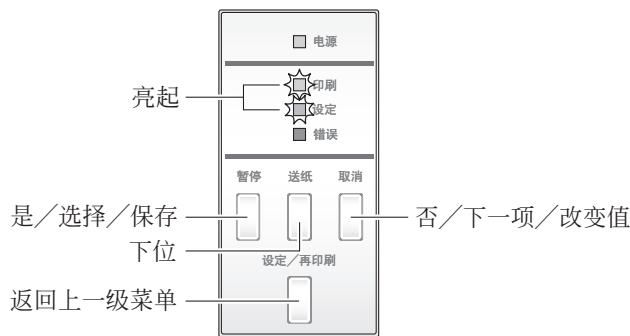 电源
印刷
亮起
设定
错误
暂停 送纸 取消
是／选择／保存
否／下一项／改变值
下位
设定／再印刷
返回上一级菜单